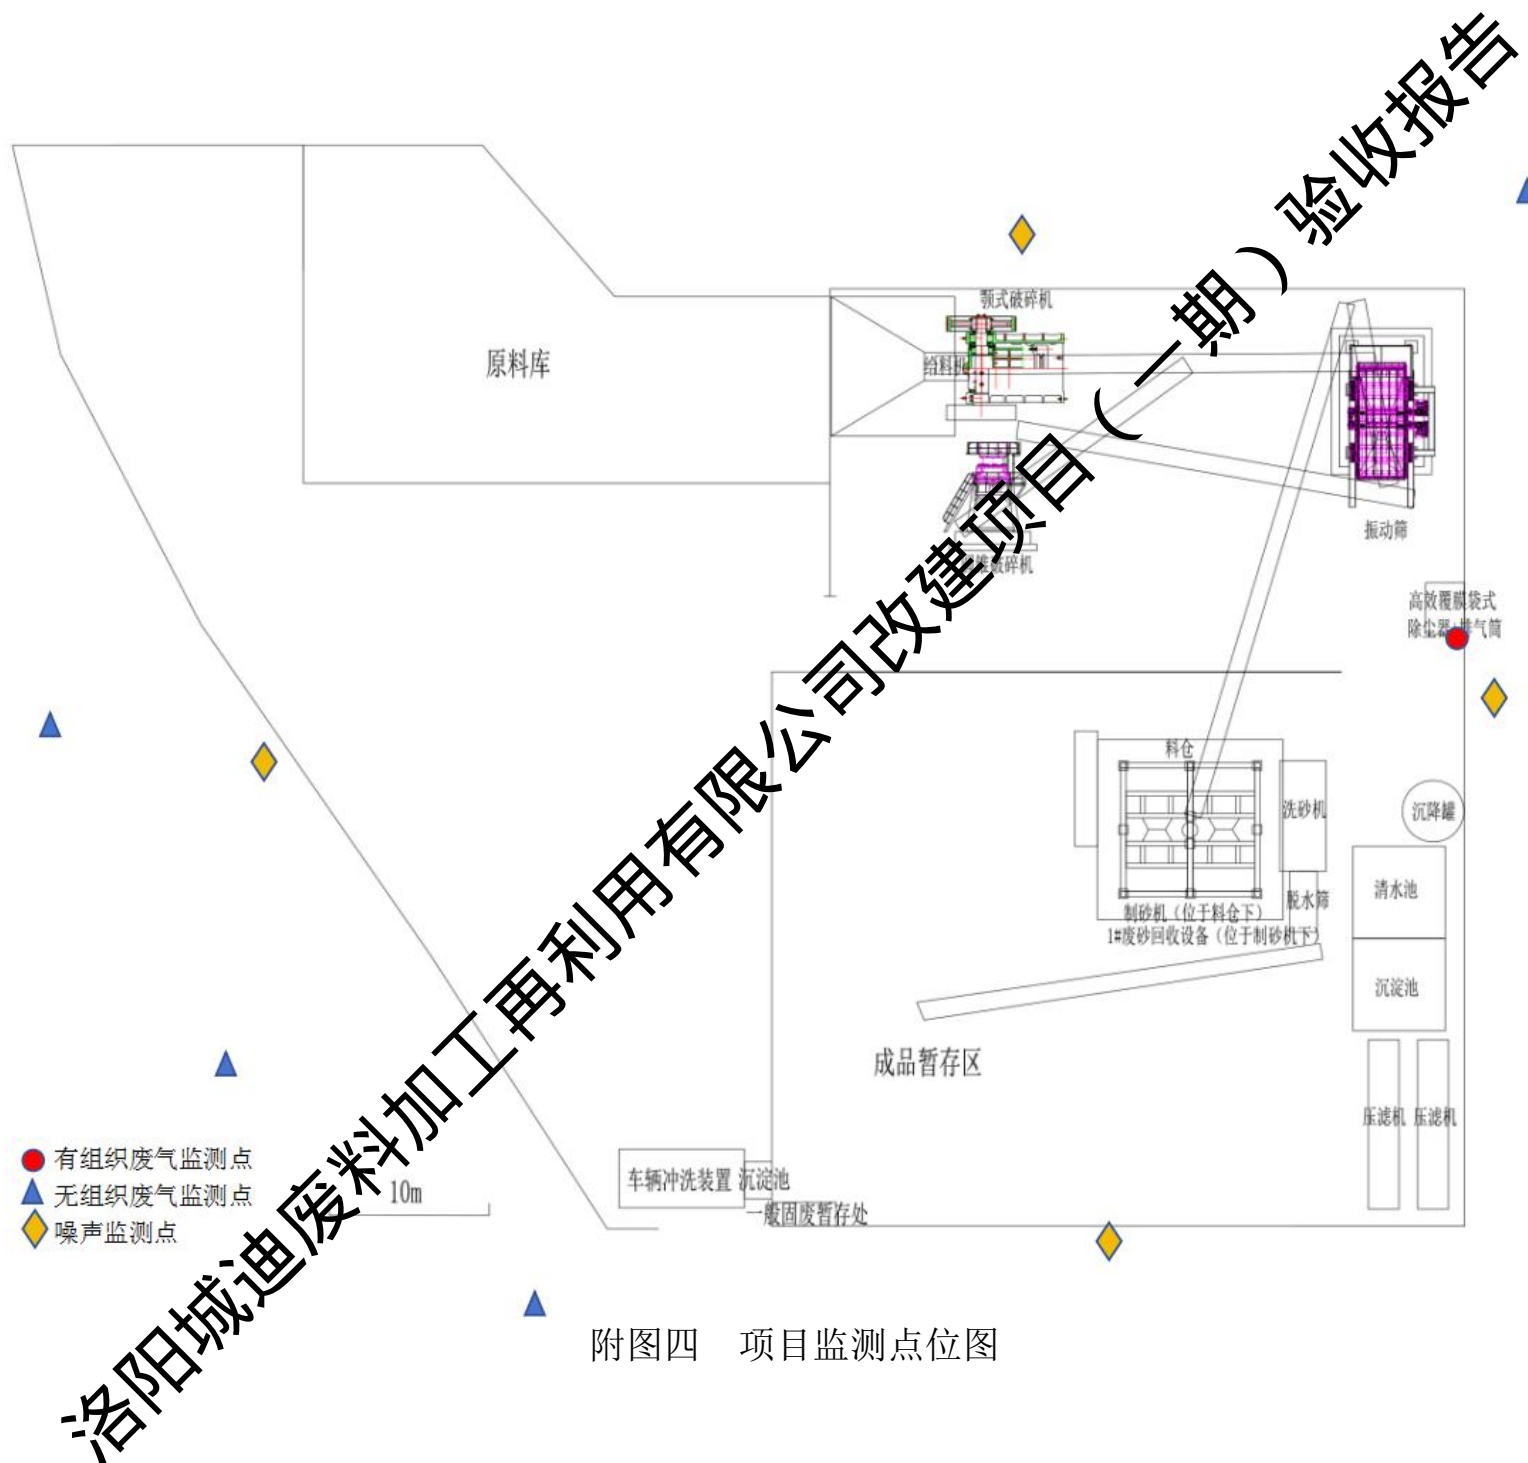 洛阳城迪废料加工再利用有限公司改建项目（一期）验收报告
颚式破碎机
原料库
给料机
振动筛
破碎机
高效覆膜袋式
除尘器+排气筒
料仓
洗砂机
沉降罐
清水池
脱水筛
制砂机（位于料仓下）
1#废砂回收设备（位于制砂机下）
沉淀池
成品暂存区
压滤机
压滤机
有组织废气监测点
无组织废气监测点
噪声监测点
10m
车辆冲洗装置
沉淀池
一般固废暂存处
附图四 项目监测点位图